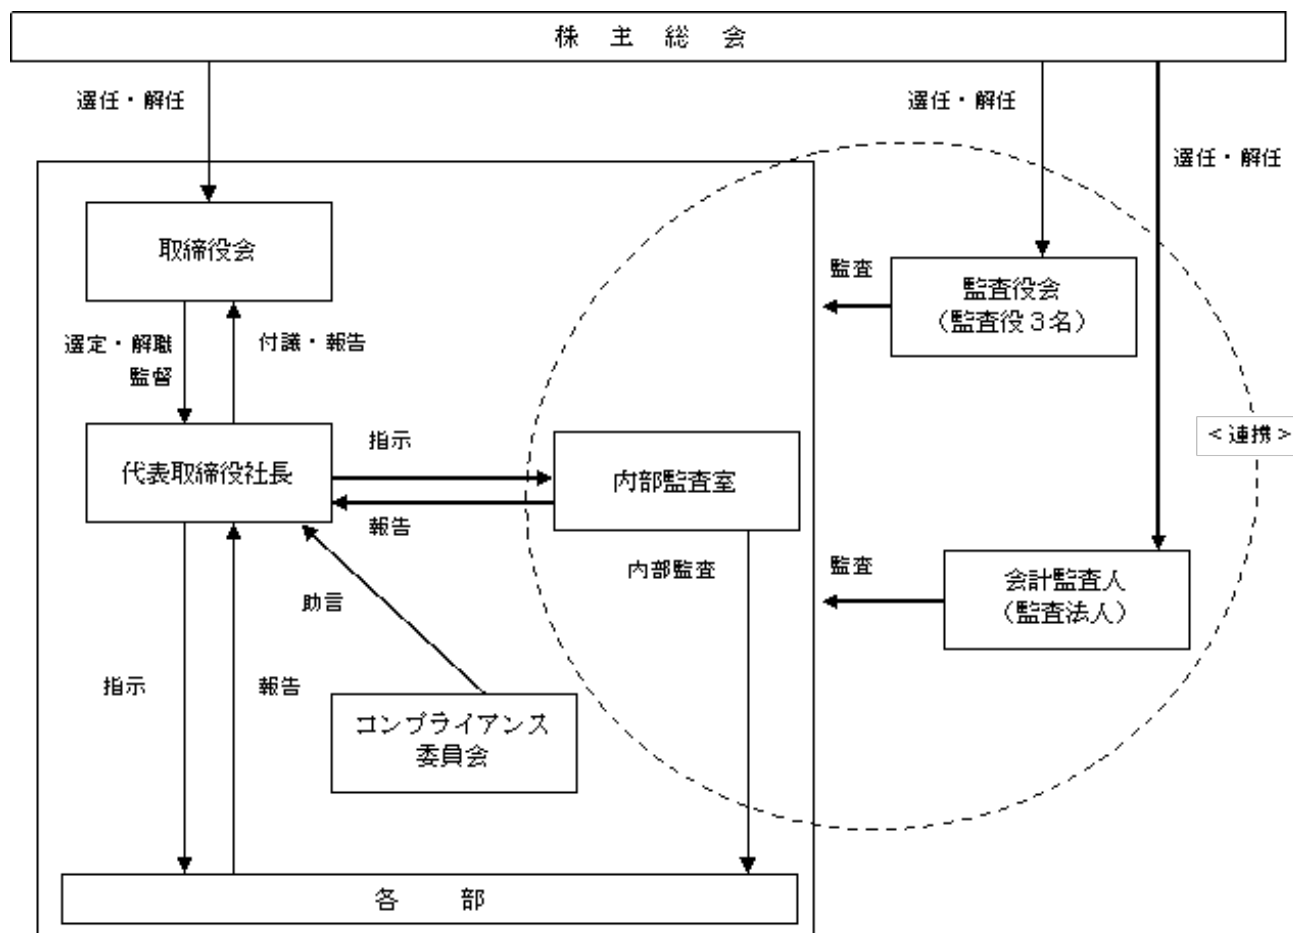 株 主 総 会
選任・解任
選任・解任
選任・解任
取締役会
監査
監査役会
（監査役３名）
選定・解職
監督
付議・報告
＜連携＞
代表取締役社長
指示
報告
内部監査室
内部監査
監査
会計監査人
（監査法人）
助言
指示
報告
コンプライアンス
委員会
各 部